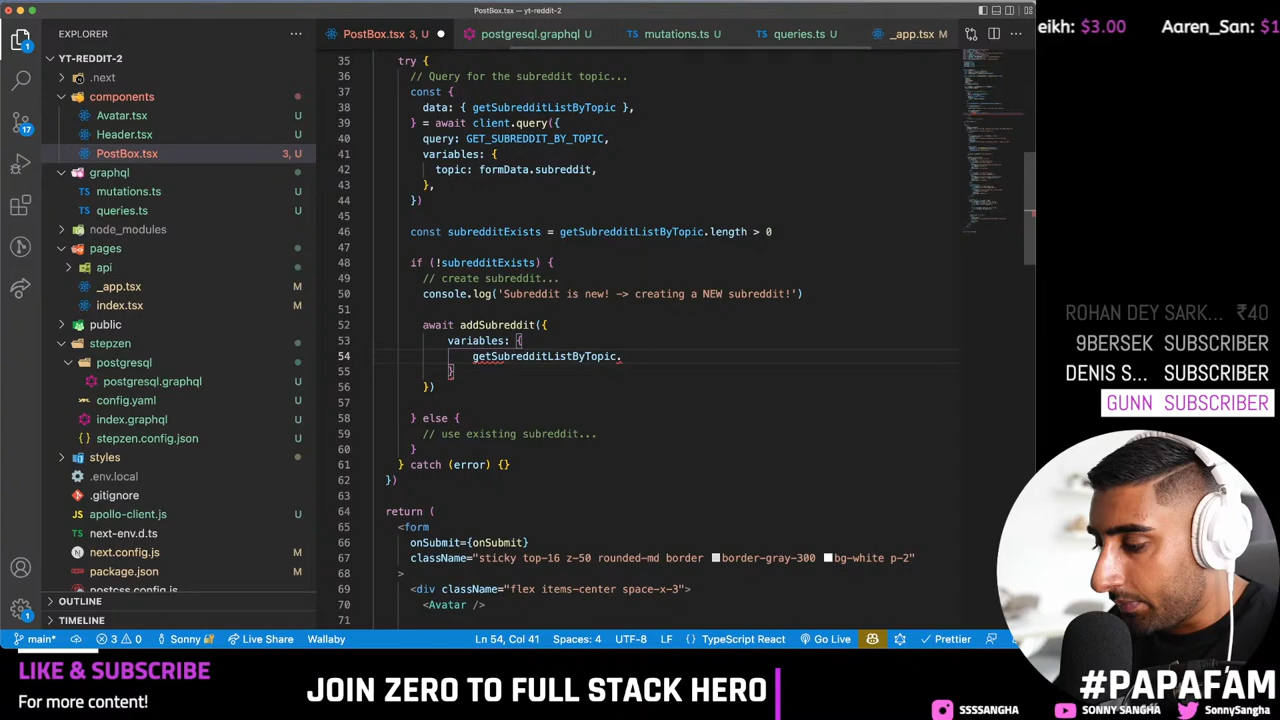 PostBox.tsx — yt-reddit-2
EXPLORER
PostBox.tsx 3, U
postgresql.graphql U
mutations.ts U
queries.ts U
_app.tsx M
eikh: $3.00 Aaren_San: $1
YT-REDDIT-2
.next
components
Avatar.tsx U
Header.tsx U
PostBox.tsx 3, U
mutations.ts U
queries.ts U
node_modules
pages
api
_app.tsx M
index.tsx M
public
stepzen
postgresql
postgresql.graphql U
config.yaml U
index.graphql U
stepzen.config.json U
styles
.env.local
.gitignore
apollo-client.js U
next-env.d.ts
next.config.js M
package.json M
postcss.config.js
OUTLINE
TIMELINE
35 try {
36 // Query for the subreddit topic...
37 const {
38 data: { getSubredditListByTopic },
39 } = await client.query({
40 query: GET_SUBREDDIT_BY_TOPIC,
41 variables: {
42 topic: formData.subreddit,
43 },
44 })
45
46 const subredditExists = getSubredditListByTopic.length > 0
47
48 if (!subredditExists) {
49 // create subreddit...
50 console.log('Subreddit is new! -> creating a NEW subreddit!')
51
52 await addSubreddit({
53 variables: {
54 getSubredditListByTopic.
55 }
56 })
57
58 } else {
59 // use existing subreddit...
60 }
61 } catch (error) {}
62 })
63
64 return (
65 <form
66 onSubmit={onSubmit}
67 className="sticky top-16 z-50 rounded-md border border-gray-300 bg-white p-2"
68 >
69 <div className="flex items-center space-x-3">
70 <Avatar />
71
ROHAN DEY SARK... ₹40
9BERSEK SUBSCRIBER
DENIS S... SUBSCRIBER
GUNN SUBSCRIBER
main* 3 0 Sonny Live Share Wallaby Ln 54, Col 41 Spaces: 4 UTF-8 LF TypeScript React Go Live Prettier
LIKE & SUBSCRIBE
For more content!
JOIN ZERO TO FULL STACK HERO
#PAPAFAM
SSSSANGHA SONNY SANGHA SonnySangha